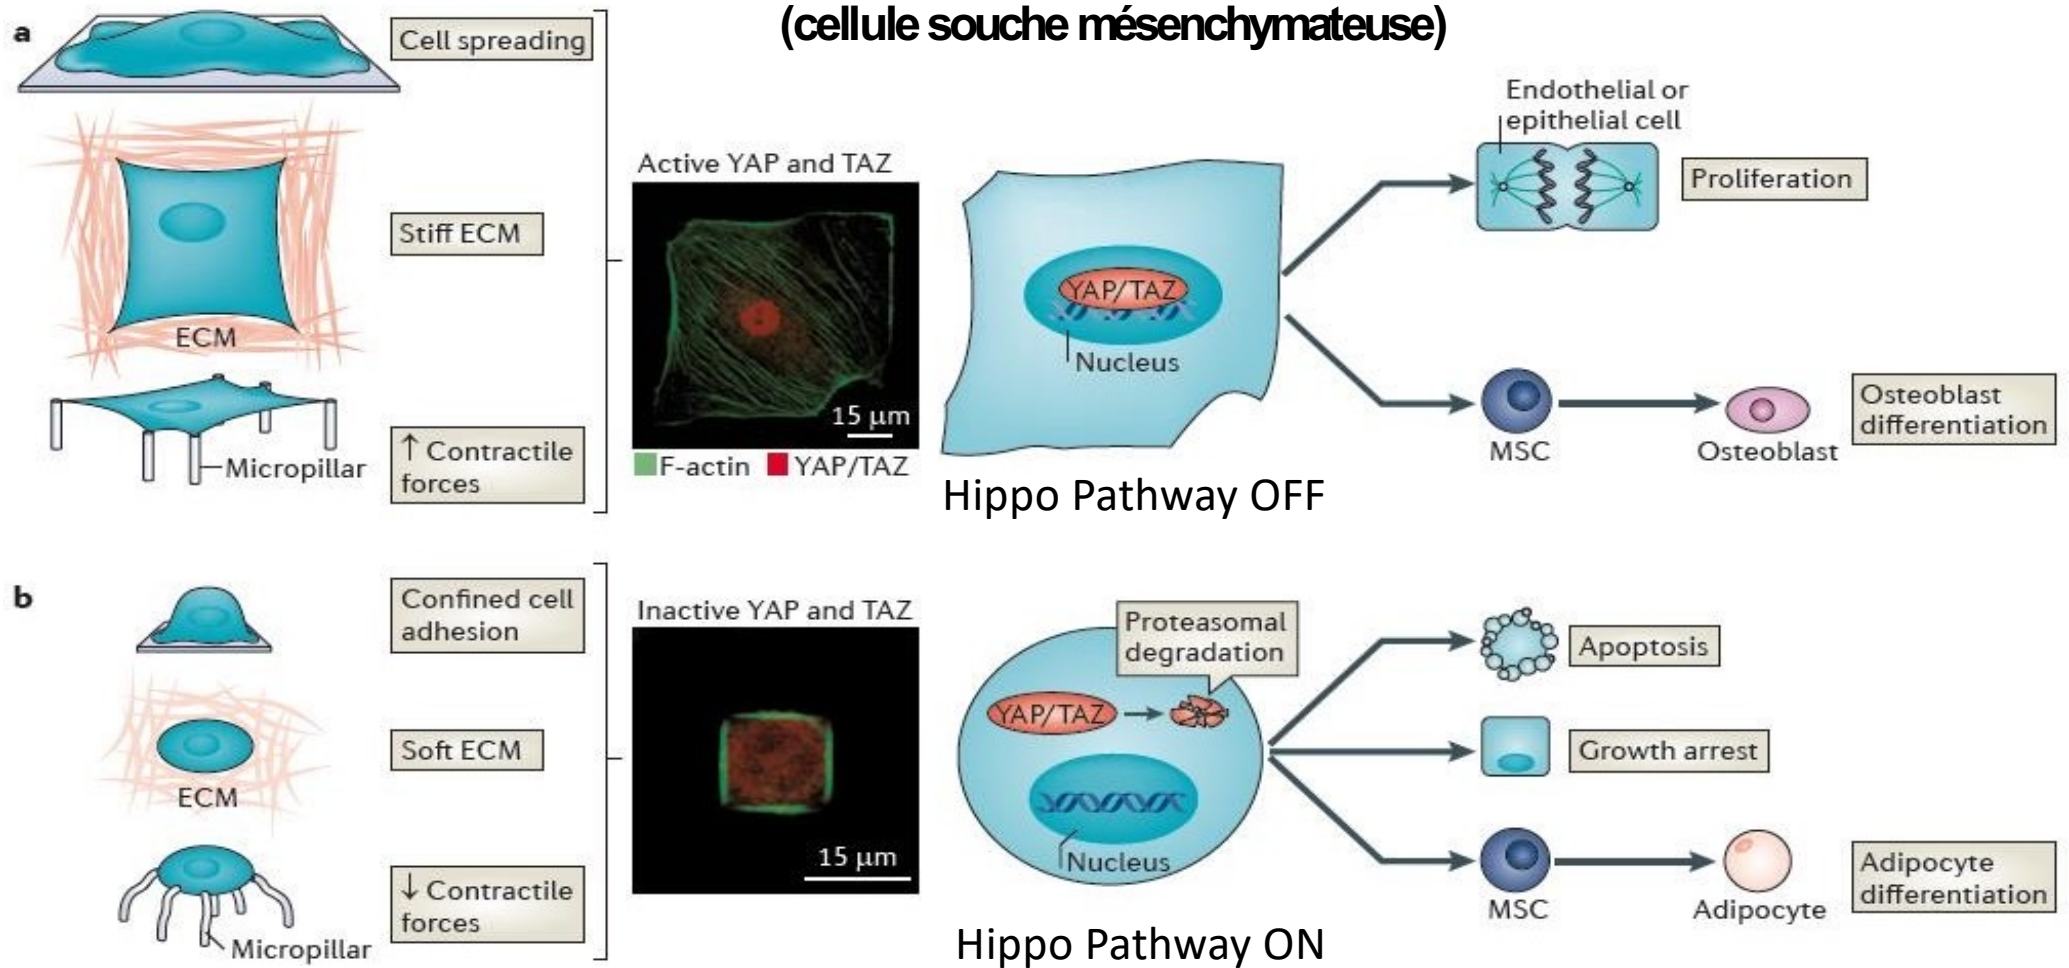 (cellule souche mésenchymateuse)
a
Cell spreading
Stiff ECM
ECM
↑ Contractile
forces
Micropillar
Active YAP and TAZ
15 μm
F-actin YAP/TAZ
YAP/TAZ
Nucleus
Hippo Pathway OFF
Endothelial or
epithelial cell
Proliferation
MSC
Osteoblast
Osteoblast
differentiation
b
Confined cell
adhesion
Soft ECM
ECM
↓ Contractile
forces
Micropillar
Inactive YAP and TAZ
15 μm
Proteasomal
degradation
YAP/TAZ
Nucleus
Hippo Pathway ON
Apoptosis
Growth arrest
MSC
Adipocyte
Adipocyte
differentiation